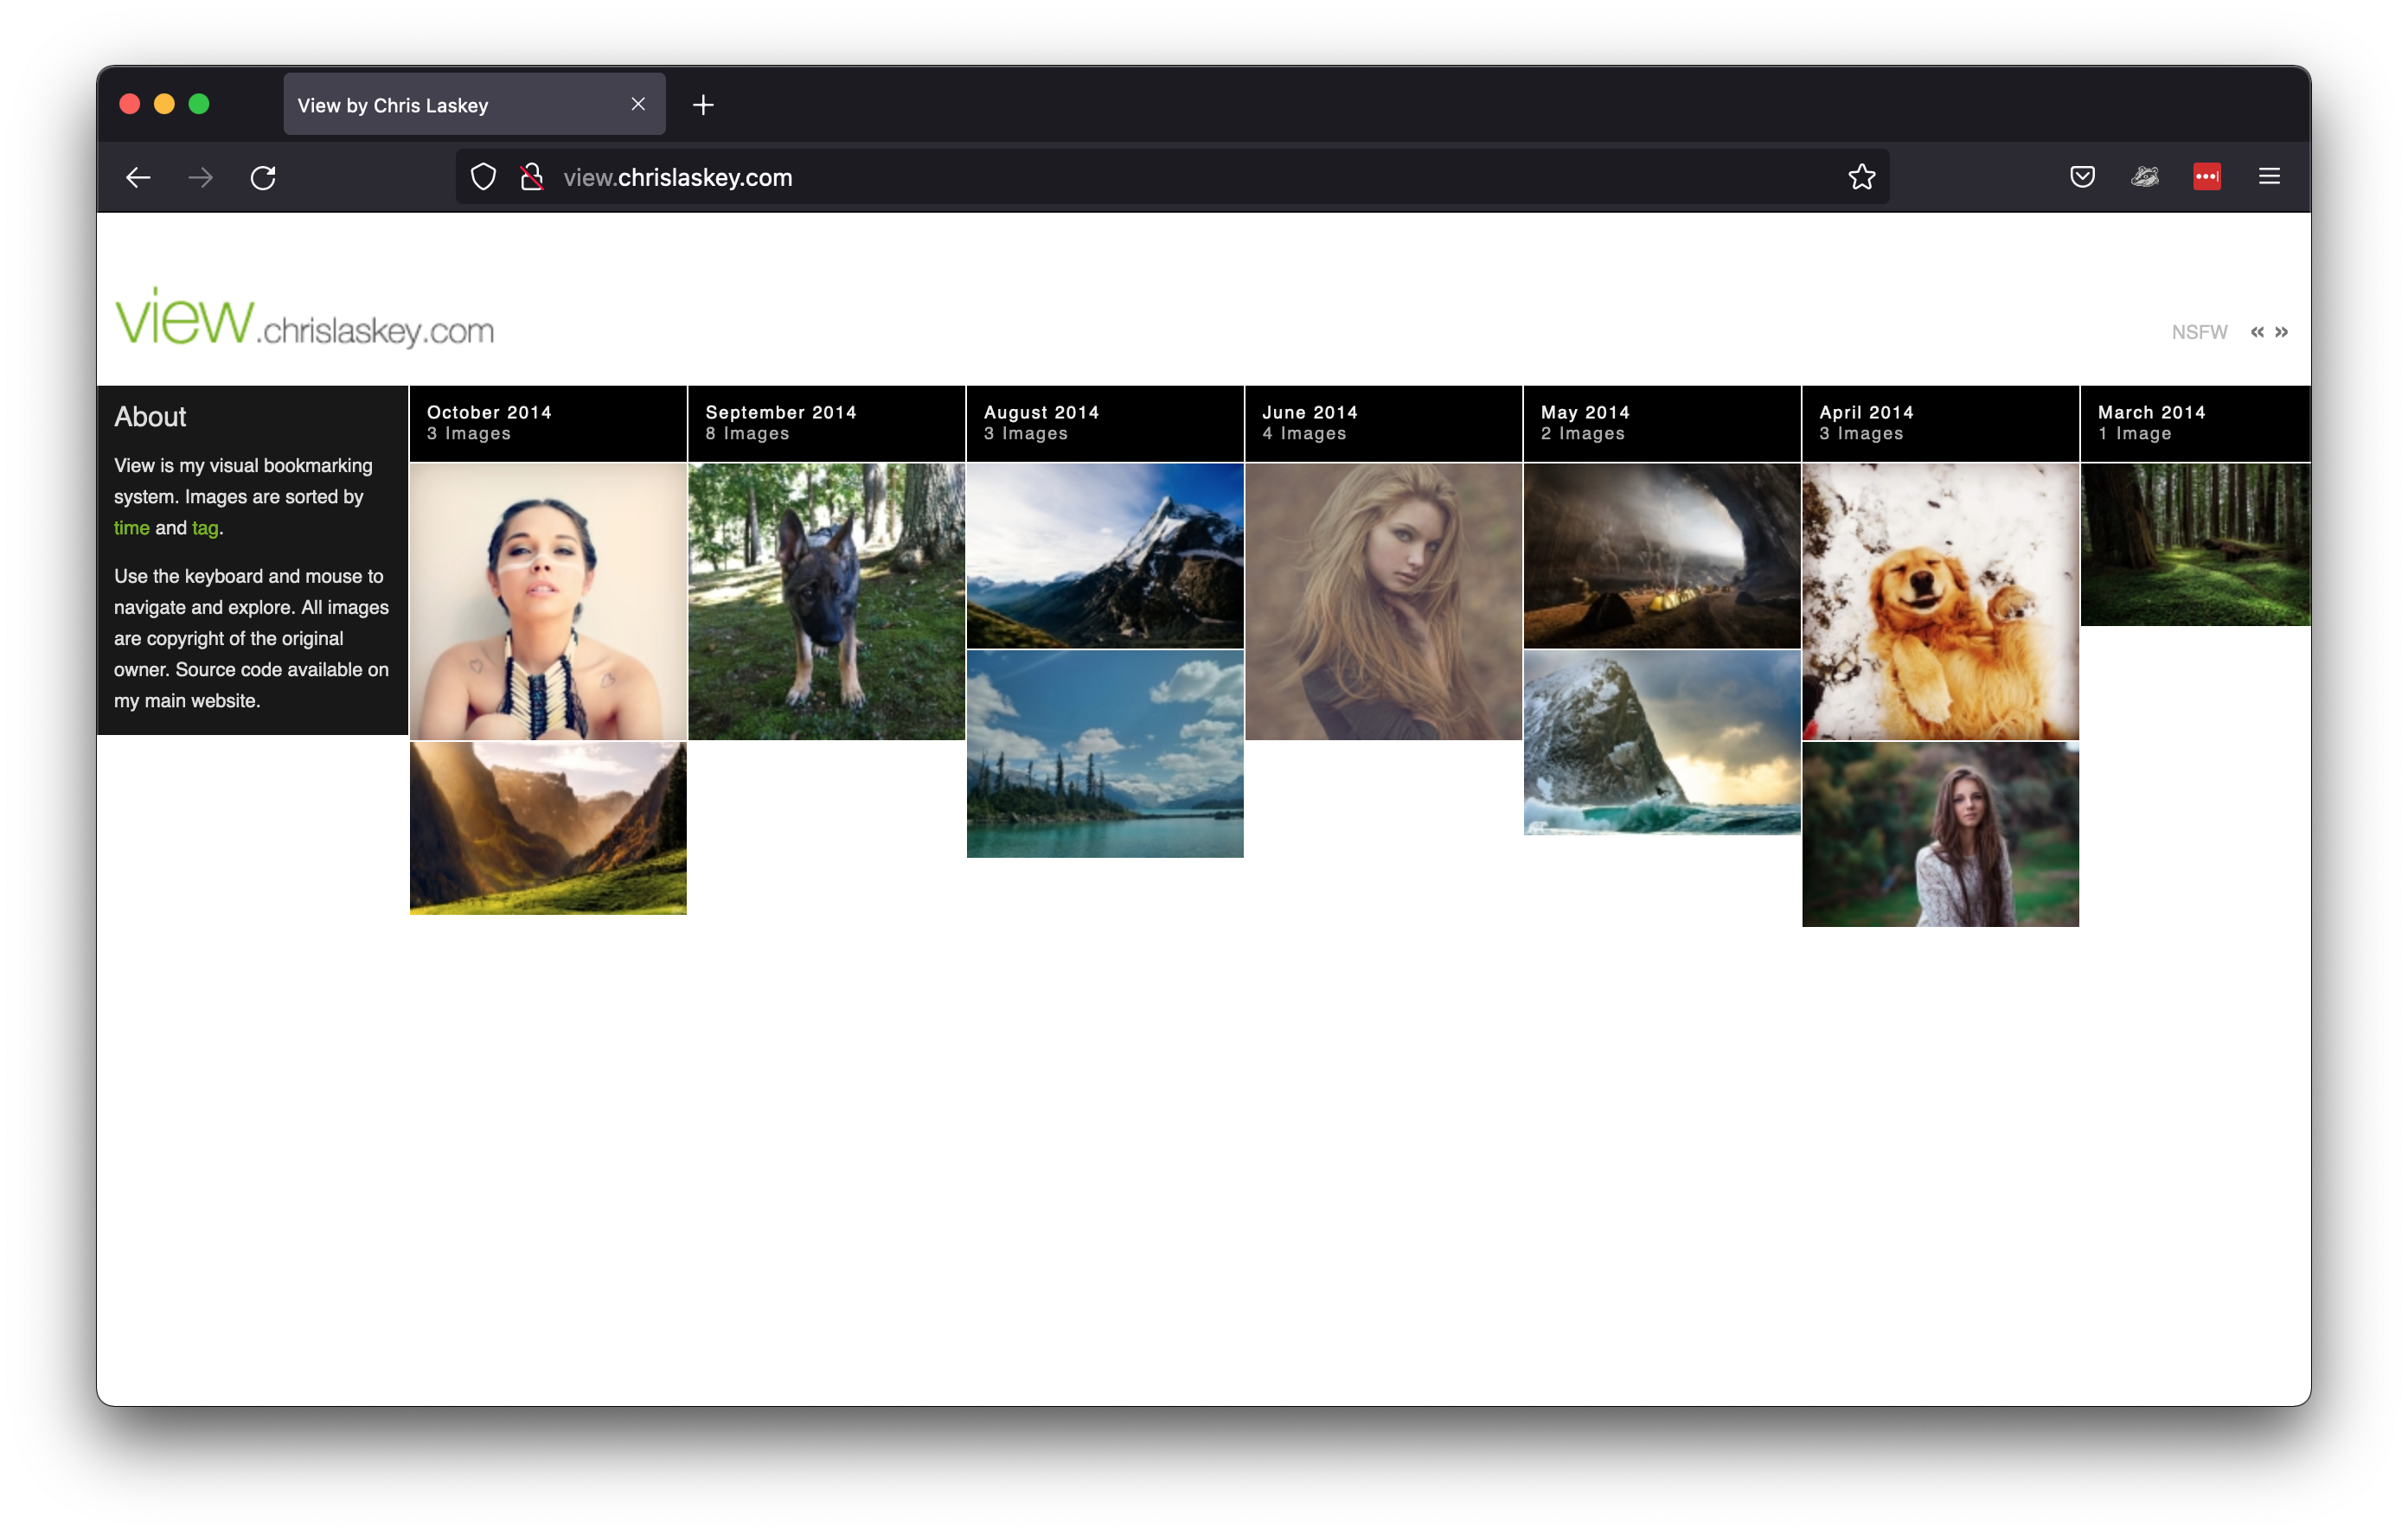 View by Chris Laskey
view.chrislaskey.com
view.chrislaskey.com
NSFW « »
About
View is my visual bookmarking
system. Images are sorted by
time and tag.
Use the keyboard and mouse to
navigate and explore. All images
are copyright of the original
owner. Source code available on
my main website.
October 2014
3 Images
September 2014
8 Images
August 2014
3 Images
June 2014
4 Images
May 2014
2 Images
April 2014
3 Images
March 2014
1 Image